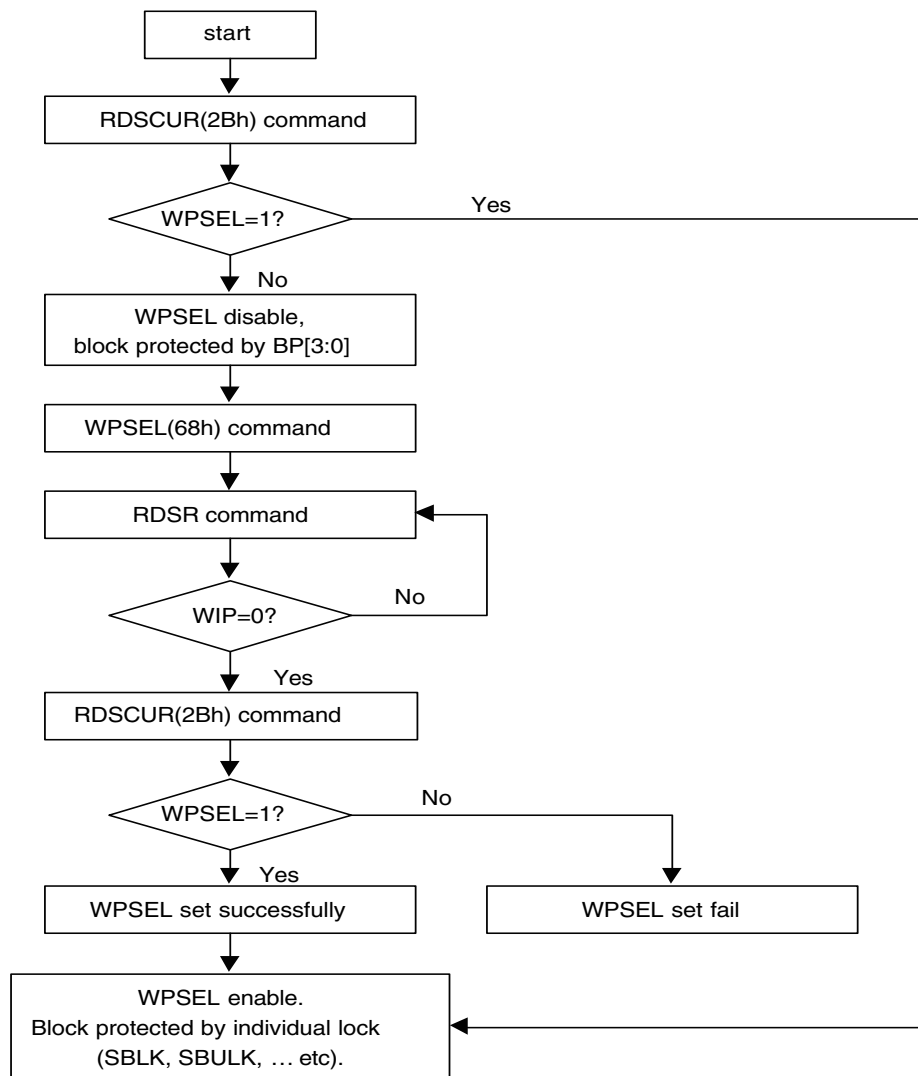 start
RDSCUR(2Bh) command
WPSEL=1?
Yes
No
WPSEL disable,
block protected by BP[3:0]
WPSEL(68h) command
RDSR command
WIP=0?
No
Yes
RDSCUR(2Bh) command
WPSEL=1?
No
Yes
WPSEL set successfully
WPSEL set fail
WPSEL enable.
Block protected by individual lock
(SBLK, SBULK, … etc).